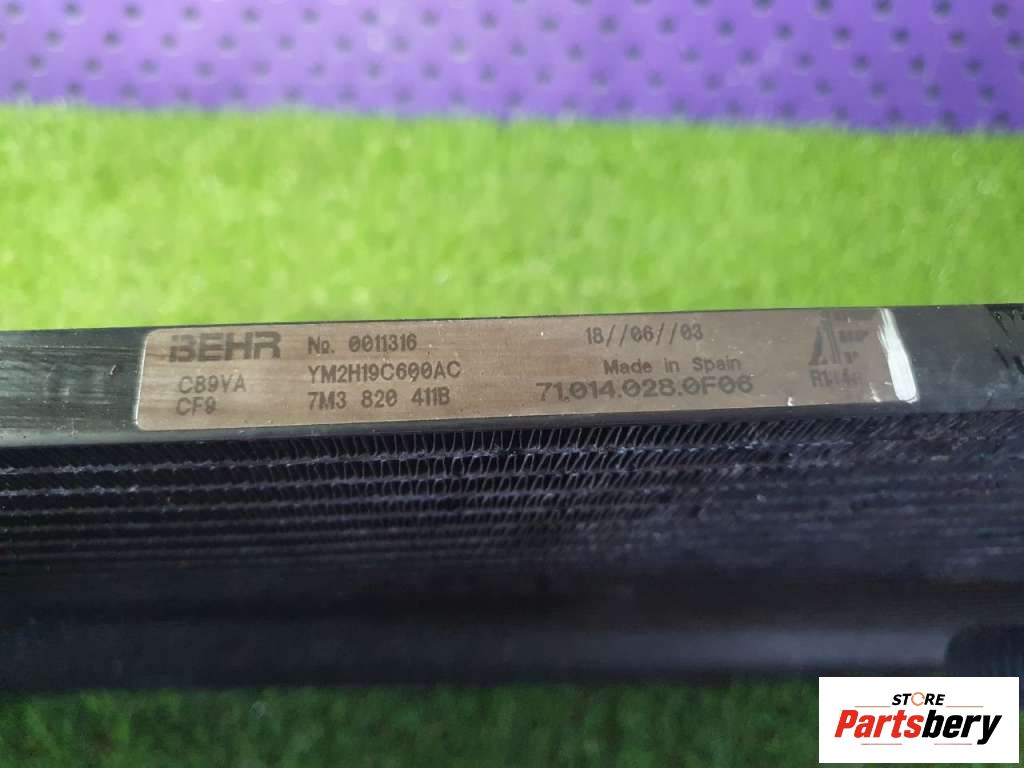 BEHR
№. 0011316
18//06//03
C89VA
YM2H19C600AC
Made in Spain
CF9
7M3 820 411B
71.014.028.0F06
STORE
Partsbery